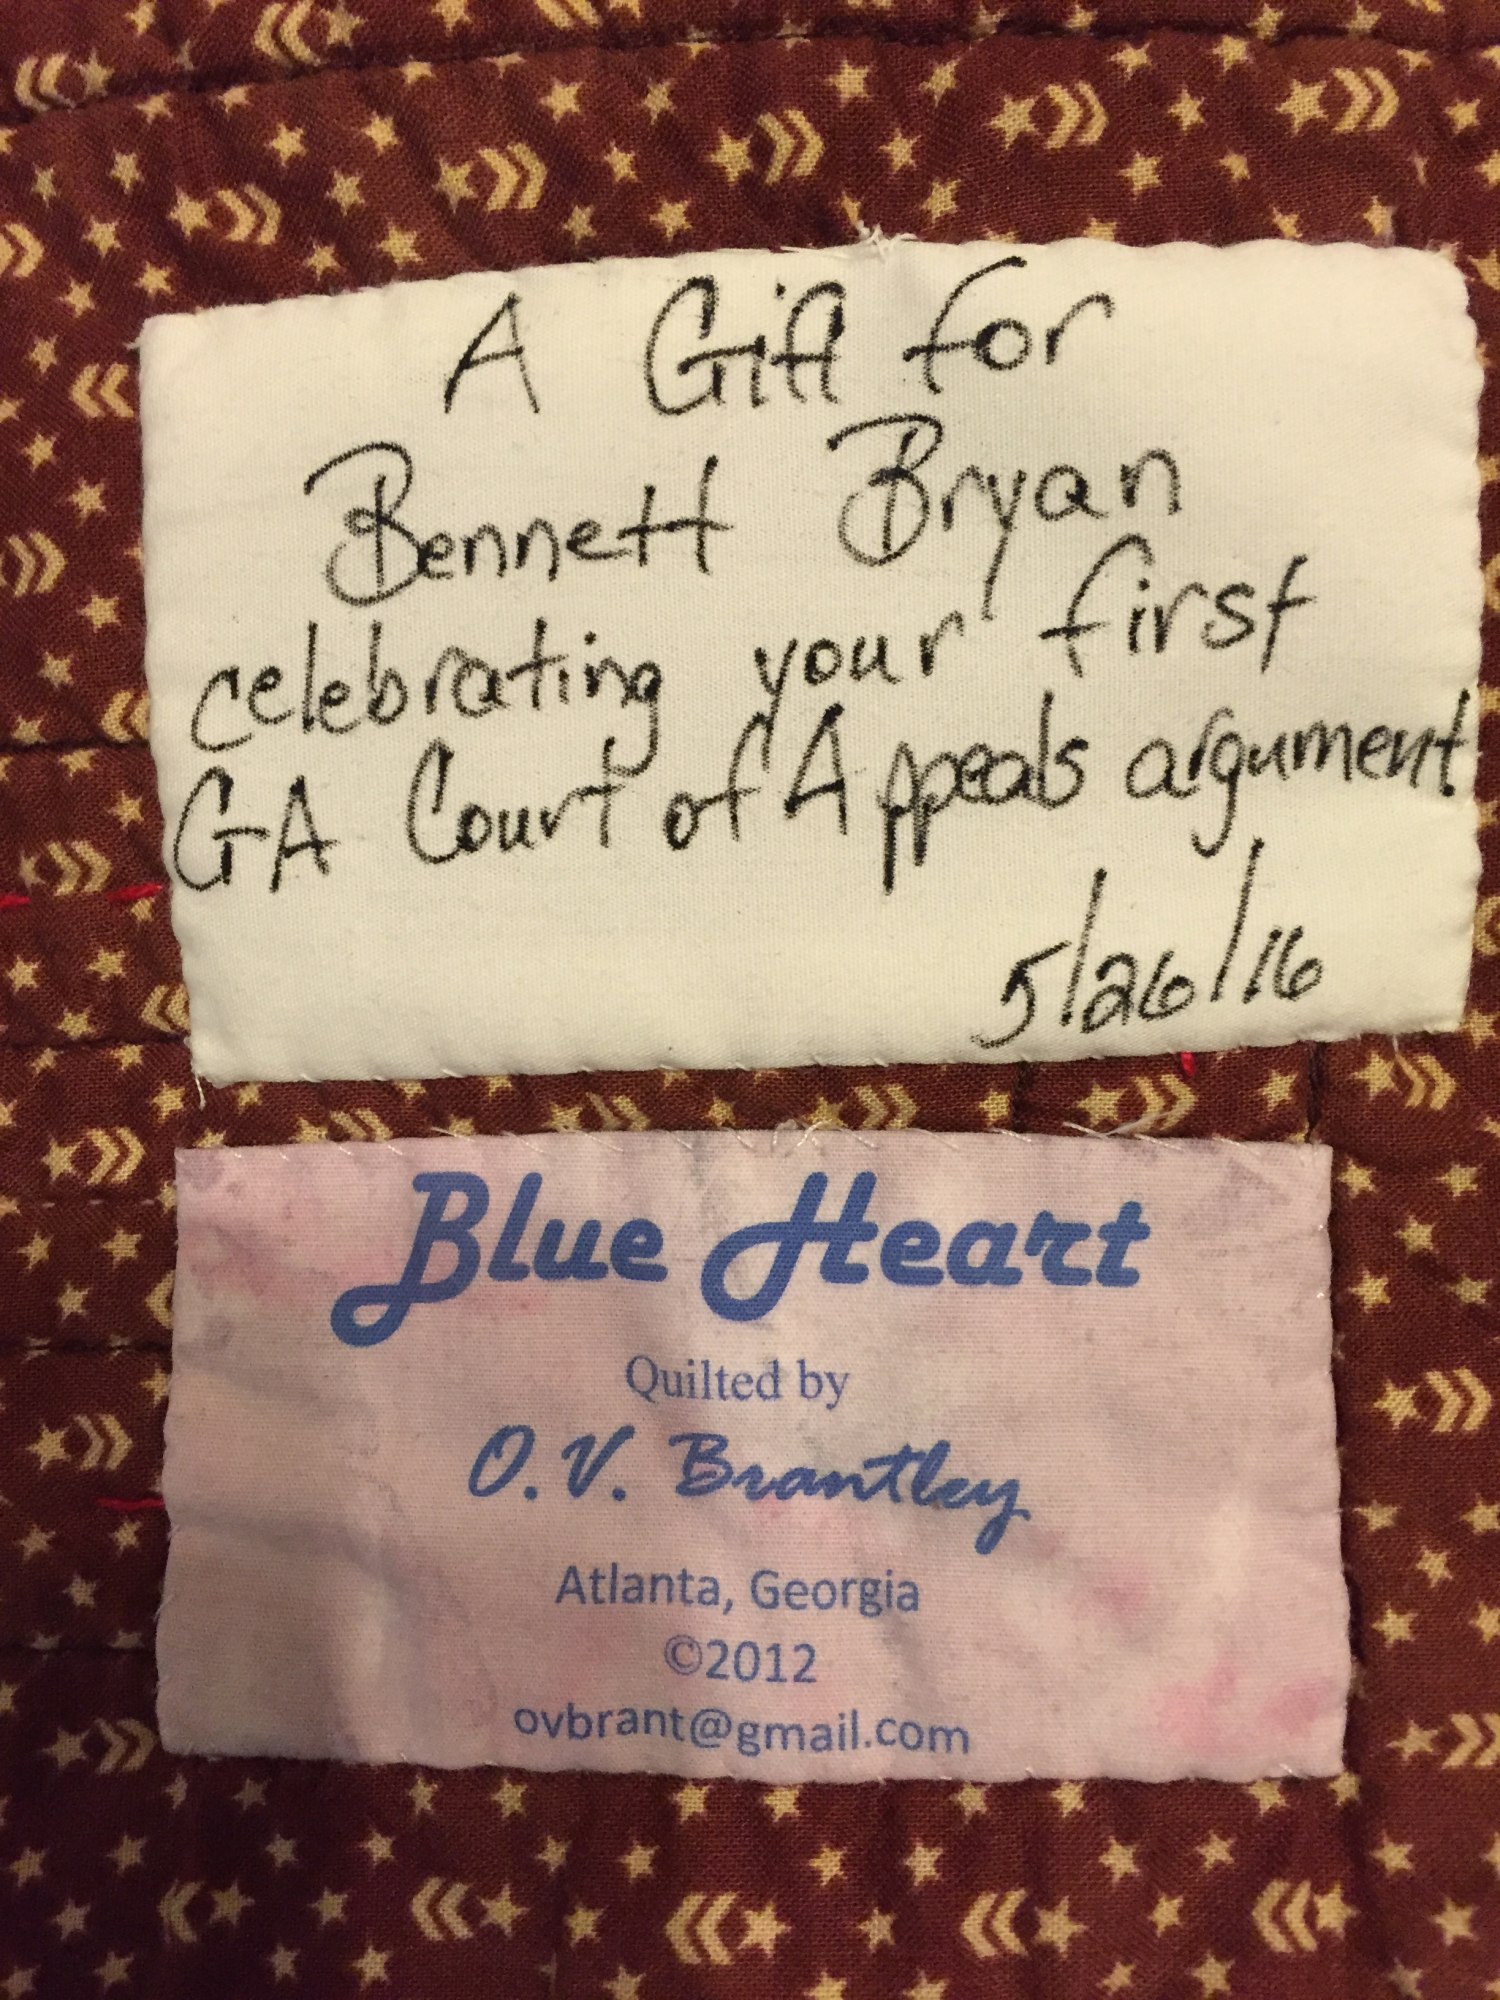 A Gift for
Bennett Bryan
celebrating your first
GA Court of Appeals argument
5/26/16
Blue Heart
Quilted by
O.V. Brantley
Atlanta, Georgia
©2012
ovbrant@gmail.com